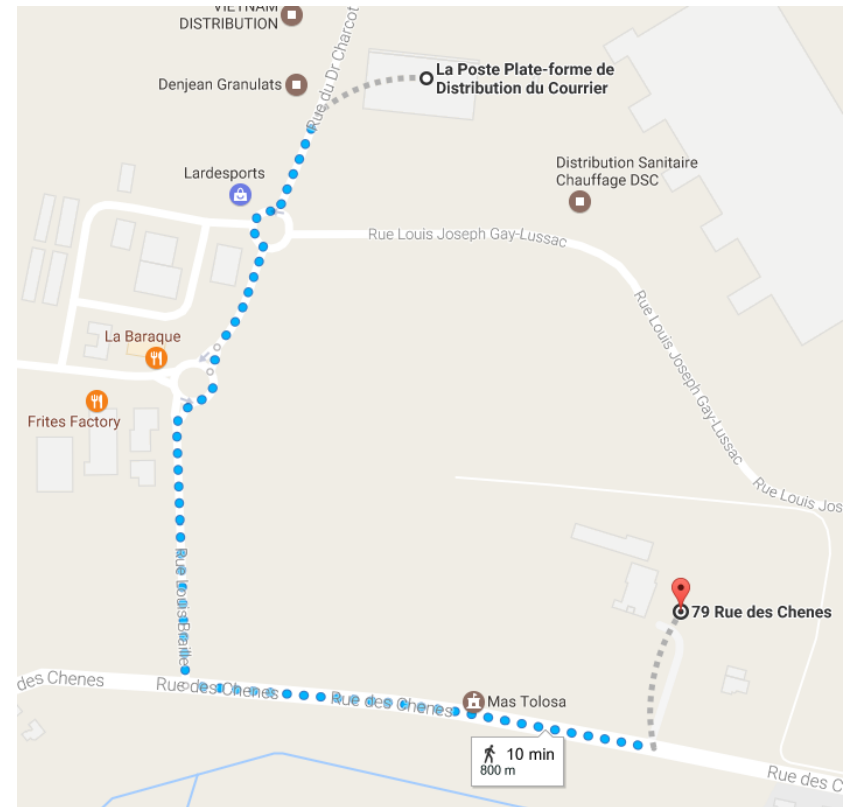 VIETNAM
DISTRIBUTION
Denjean Granulats
Rue du Dr Charcot
La Poste Plate-forme de
Distribution du Courrier
Lardesports
Distribution Sanitaire
Chauffage DSC
Rue Louis Joseph Gay-Lussac
Rue Louis Joseph Gay-Lussac
La Baraque
Frites Factory
Rue Louis Jos
Rue Louis Braille
79 Rue des Chenes
des Chenes
Rue des Chenes
Rue des Chenes
Mas Tolosa
10 min
800 m
Rue des C